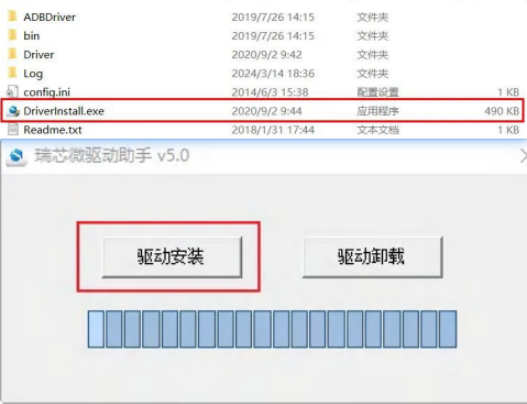 ADBDriver 2019/7/26 14:15 文件夹
bin 2019/7/26 14:15 文件夹
Driver 2020/9/2 9:42 文件夹
Log 2024/3/14 18:36 文件夹
config.ini 2014/6/3 15:38 配置设置 1 KB
DriverInstall.exe 2020/9/2 9:44 应用程序 490 KB
Readme.txt 2018/1/31 17:44 文本文档 1 KB
瑞芯微驱动助手 v5.0
驱动安装 驱动卸载